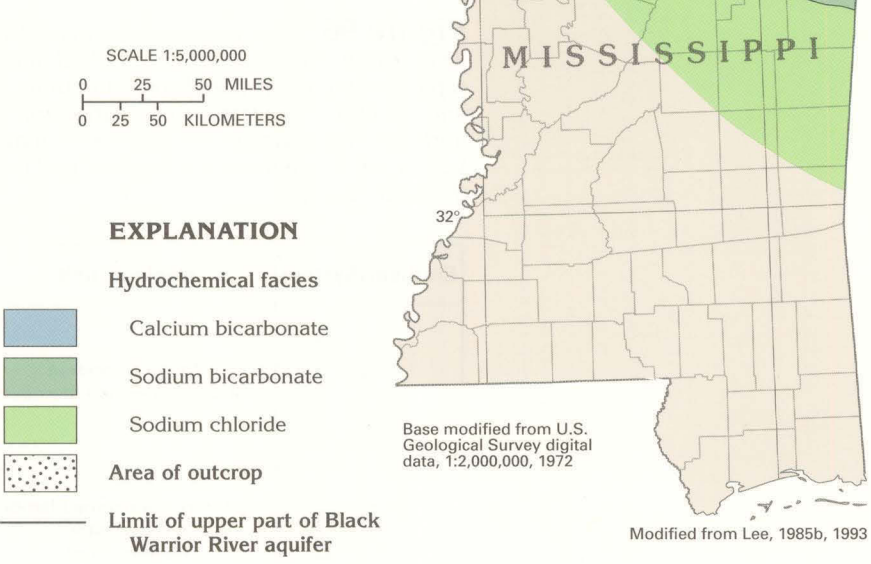 MISSISSIPPI
SCALE 1:5,000,000
0 25 50 MILES
0 25 50 KILOMETERS
32°
EXPLANATION
Hydrochemical facies
Calcium bicarbonate
Sodium bicarbonate
Sodium chloride
Area of outcrop
Limit of upper part of Black
Warrior River aquifer
Base modified from U.S.
Geological Survey digital
data, 1:2,000,000, 1972
Modified from Lee, 1985b, 1993